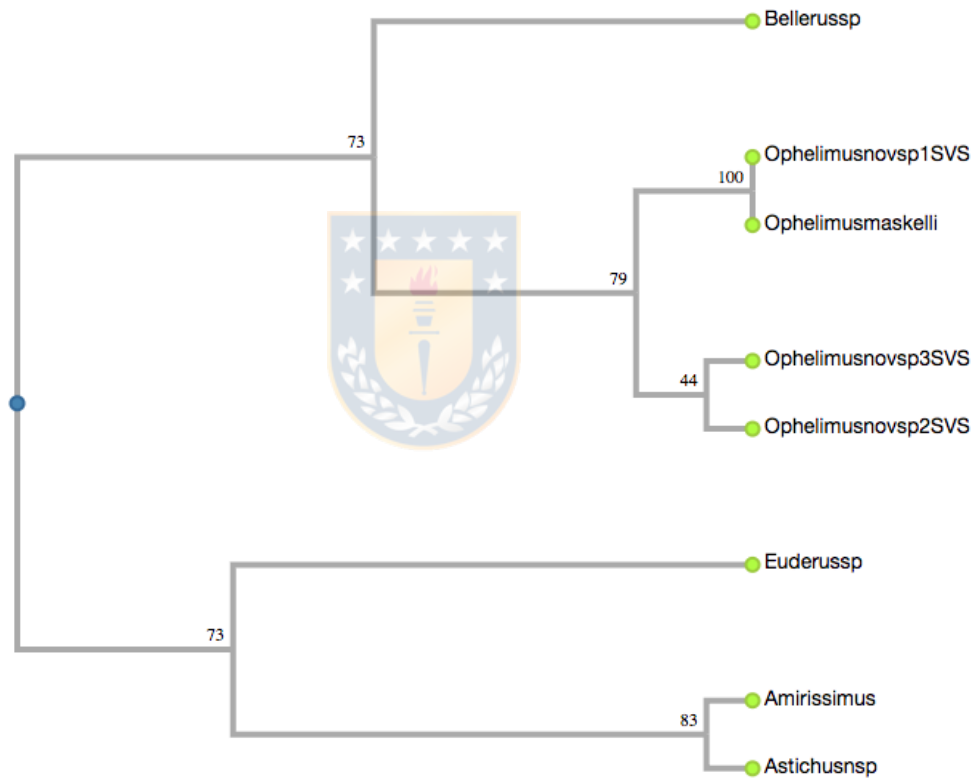 Bellerussp
73
Ophelimusnovsp1SVS
100
Ophelimusmaskelli
79
Ophelimusnovsp3SVS
44
Ophelimusnovsp2SVS
Euderussp
73
Amirissimus
83
Astichusnsp